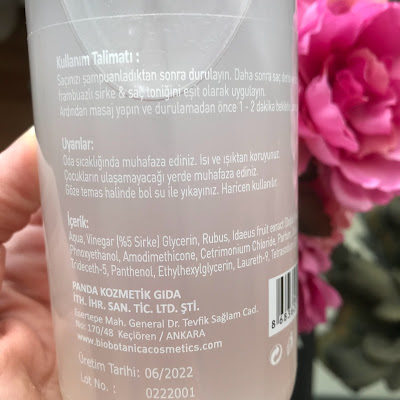 Kullanım Talimatı :
Saçınızı şampuanladıktan sonra durulayın. Daha sonra saç
frambuazlı sirke & saç toniğini eşit olarak uygulayın.
Ardından masaj yapın ve durulamadan önce 1 - 2 dakika
Uyarılar:
Oda sıcaklığında muhafaza ediniz. Isı ve ışıktan koruyunuz.
Çocukların ulaşamayacağı yerde muhafaza ediniz.
Göze temas halinde bol su ile yıkayınız. Haricen kullanılır.
İçerik:
Aqua, Vinegar (%5 Sirke) Glycerin, Rubus, Idaeus fruit extract
Phnoxyethanol, Amodimethicone, Cetrimonium Chloride, Parfum,
Trideceth-5, Panthenol, Ethylhexylglycerin, Laureth-9,
PANDA KOZMETİK GIDA
İTH. İHR. SAN. TİC. LTD. ŞTİ.
Esertepe Mah. General Dr. Tevfik Sağlam Cad.
No: 170/48 Keçiören / ANKARA
www.biobotanicacosmetics.com
Üretim Tarihi: 06/2022
Lot No : 0222001